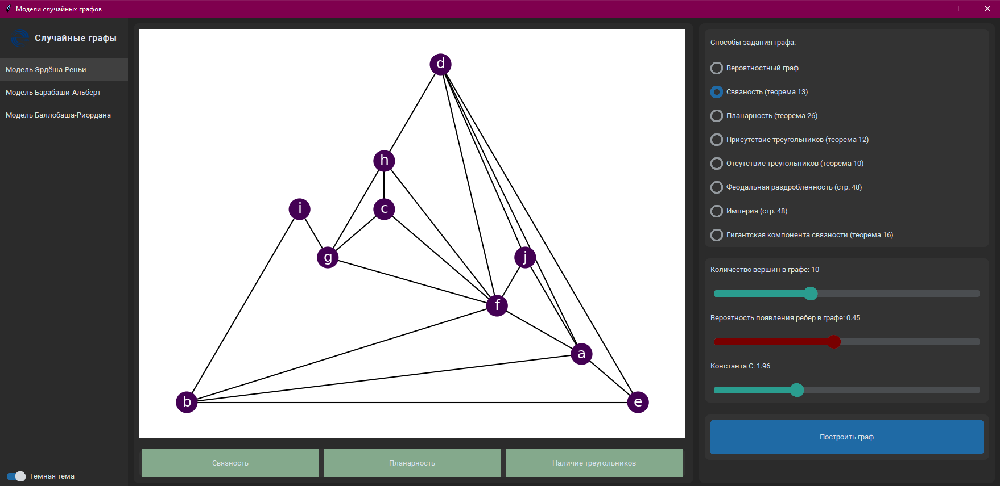 Модели случайных графов
Случайные графы
Модель Эрдёша-Реньи
Модель Барабаши-Альберт
Модель Баллобаша-Риордана
Темная тема
d
h
i
c
g
j
f
a
b
e
Связность
Планарность
Наличие треугольников
Способы задания графа:
Вероятностный граф
Связность (теорема 13)
Планарность (теорема 26)
Присутствие треугольников (теорема 12)
Отсутствие треугольников (теорема 10)
Феодальная раздробленность (стр. 48)
Империя (стр. 48)
Гигантская компонента связности (теорема 16)
Количество вершин в графе: 10
Вероятность появления ребер в графе: 0.45
Константа C: 1.96
Построить граф